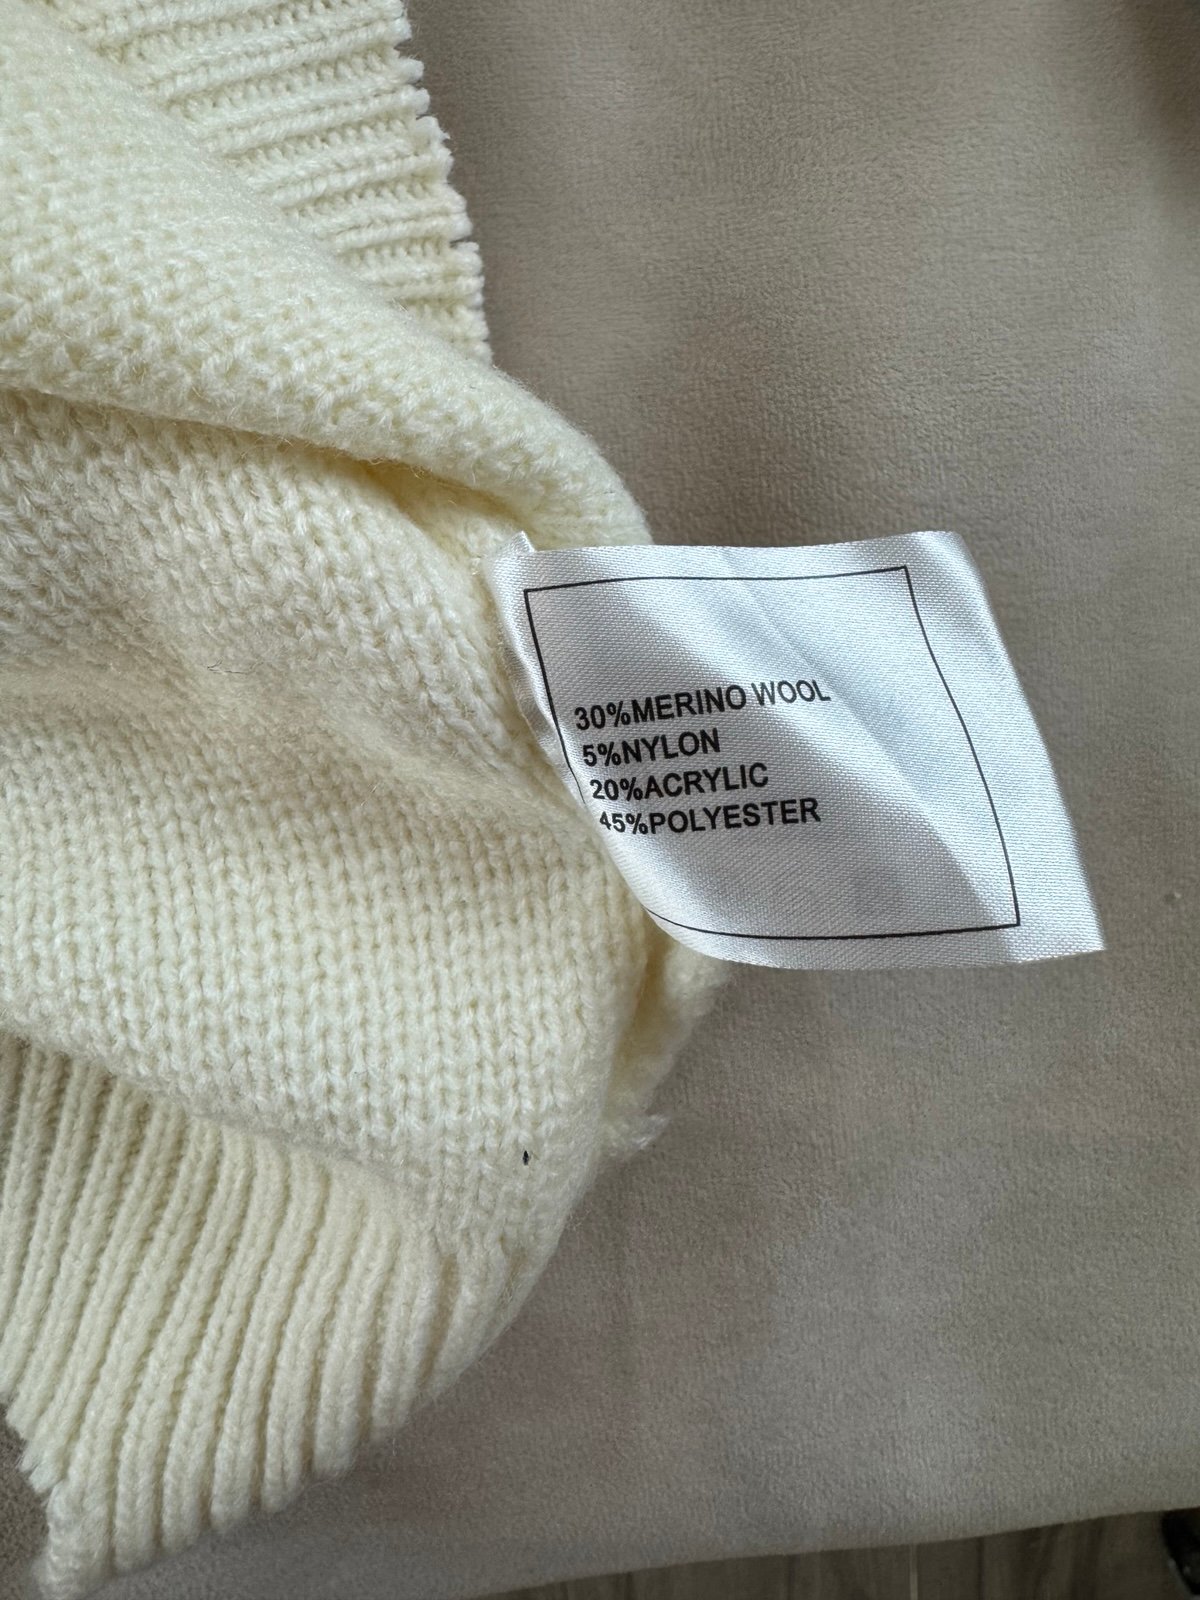 30%MERINO WOOL
5%NYLON
20%ACRYLIC
45%POLYESTER